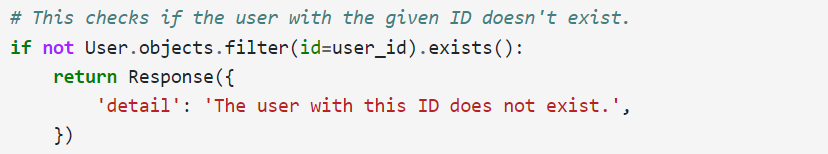 # This checks if the user with the given ID doesn't exist.
if not User.objects.filter(id=user_id).exists():
    return Response({
        'detail': 'The user with this ID does not exist.',
    })